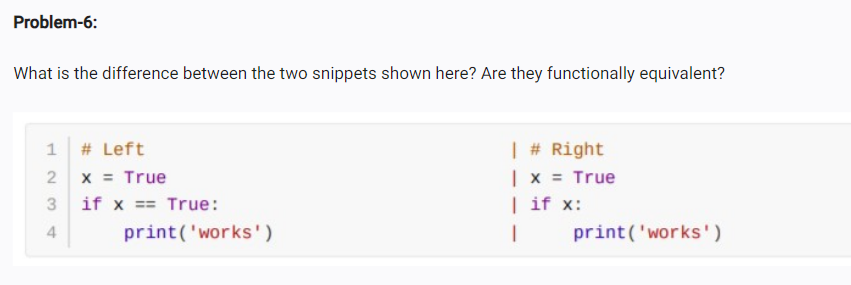 Problem-6:
What is the difference between the two snippets shown here? Are they functionally equivalent?
1 # Left | # Right
2 x = True | x = True
3 if x == True: | if x:
4     print('works') |     print('works')